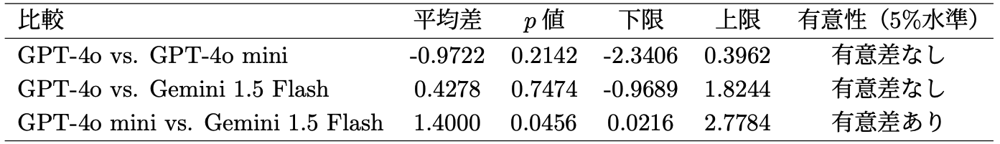 比較 平均差 p 値 下限 上限 有意性（5%水準）
GPT-4o vs. GPT-4o mini -0.9722 0.2142 -2.3406 0.3962 有意差なし
GPT-4o vs. Gemini 1.5 Flash 0.4278 0.7474 -0.9689 1.8244 有意差なし
GPT-4o mini vs. Gemini 1.5 Flash 1.4000 0.0456 0.0216 2.7784 有意差あり